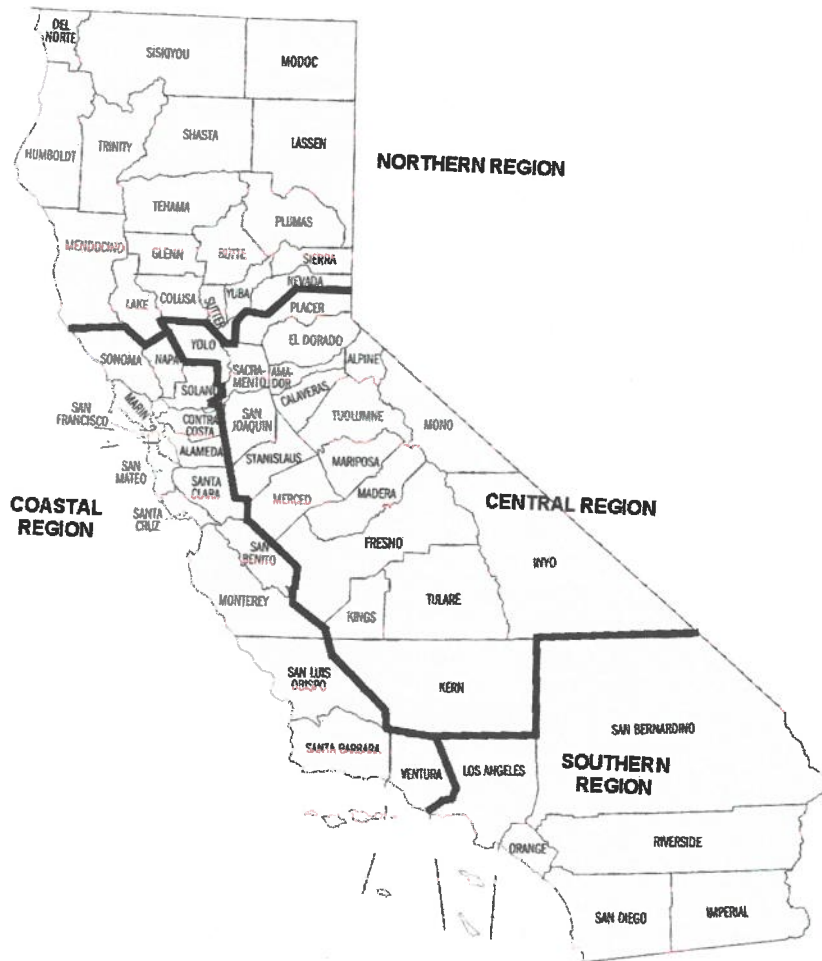 DEL
NORTE
SISKIYOU
MODOC
HUMBOLDT
TRINITY
SHASTA
LASSEN
NORTHERN REGION
TEHAMA
PLUMAS
MENDOCINO
GLENN
BUTTE
SIERRA
LAKE
COLUSA
SUTTER
YUBA
NEVADA
PLACER
YOLO
EL DORADO
SONOMA
NAPA
SACRA-
MENTO
AMA-
DOR
ALPINE
SOLANO
CALAVERAS
MARIN
SAN
FRANCISCO
CONTRA
COSTA
SAN
JOAQUIN
TUOLUMNE
MONO
ALAMEDA
STANISLAUS
MARIPOSA
SAN
MATEO
SANTA
CLARA
MERCED
MADERA
COASTAL
REGION
SANTA
CRUZ
CENTRAL REGION
SAN
BENITO
FRESNO
INYO
MONTEREY
KINGS
TULARE
SAN LUIS
OBISPO
KERN
SAN BERNARDINO
SANTA BARBARA
VENTURA
LOS ANGELES
SOUTHERN
REGION
ORANGE
RIVERSIDE
SAN DIEGO
IMPERIAL